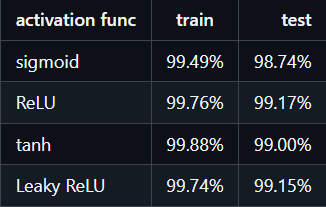 activation func train test
sigmoid 99.49% 98.74%
ReLU 99.76% 99.17%
tanh 99.88% 99.00%
Leaky ReLU 99.74% 99.15%